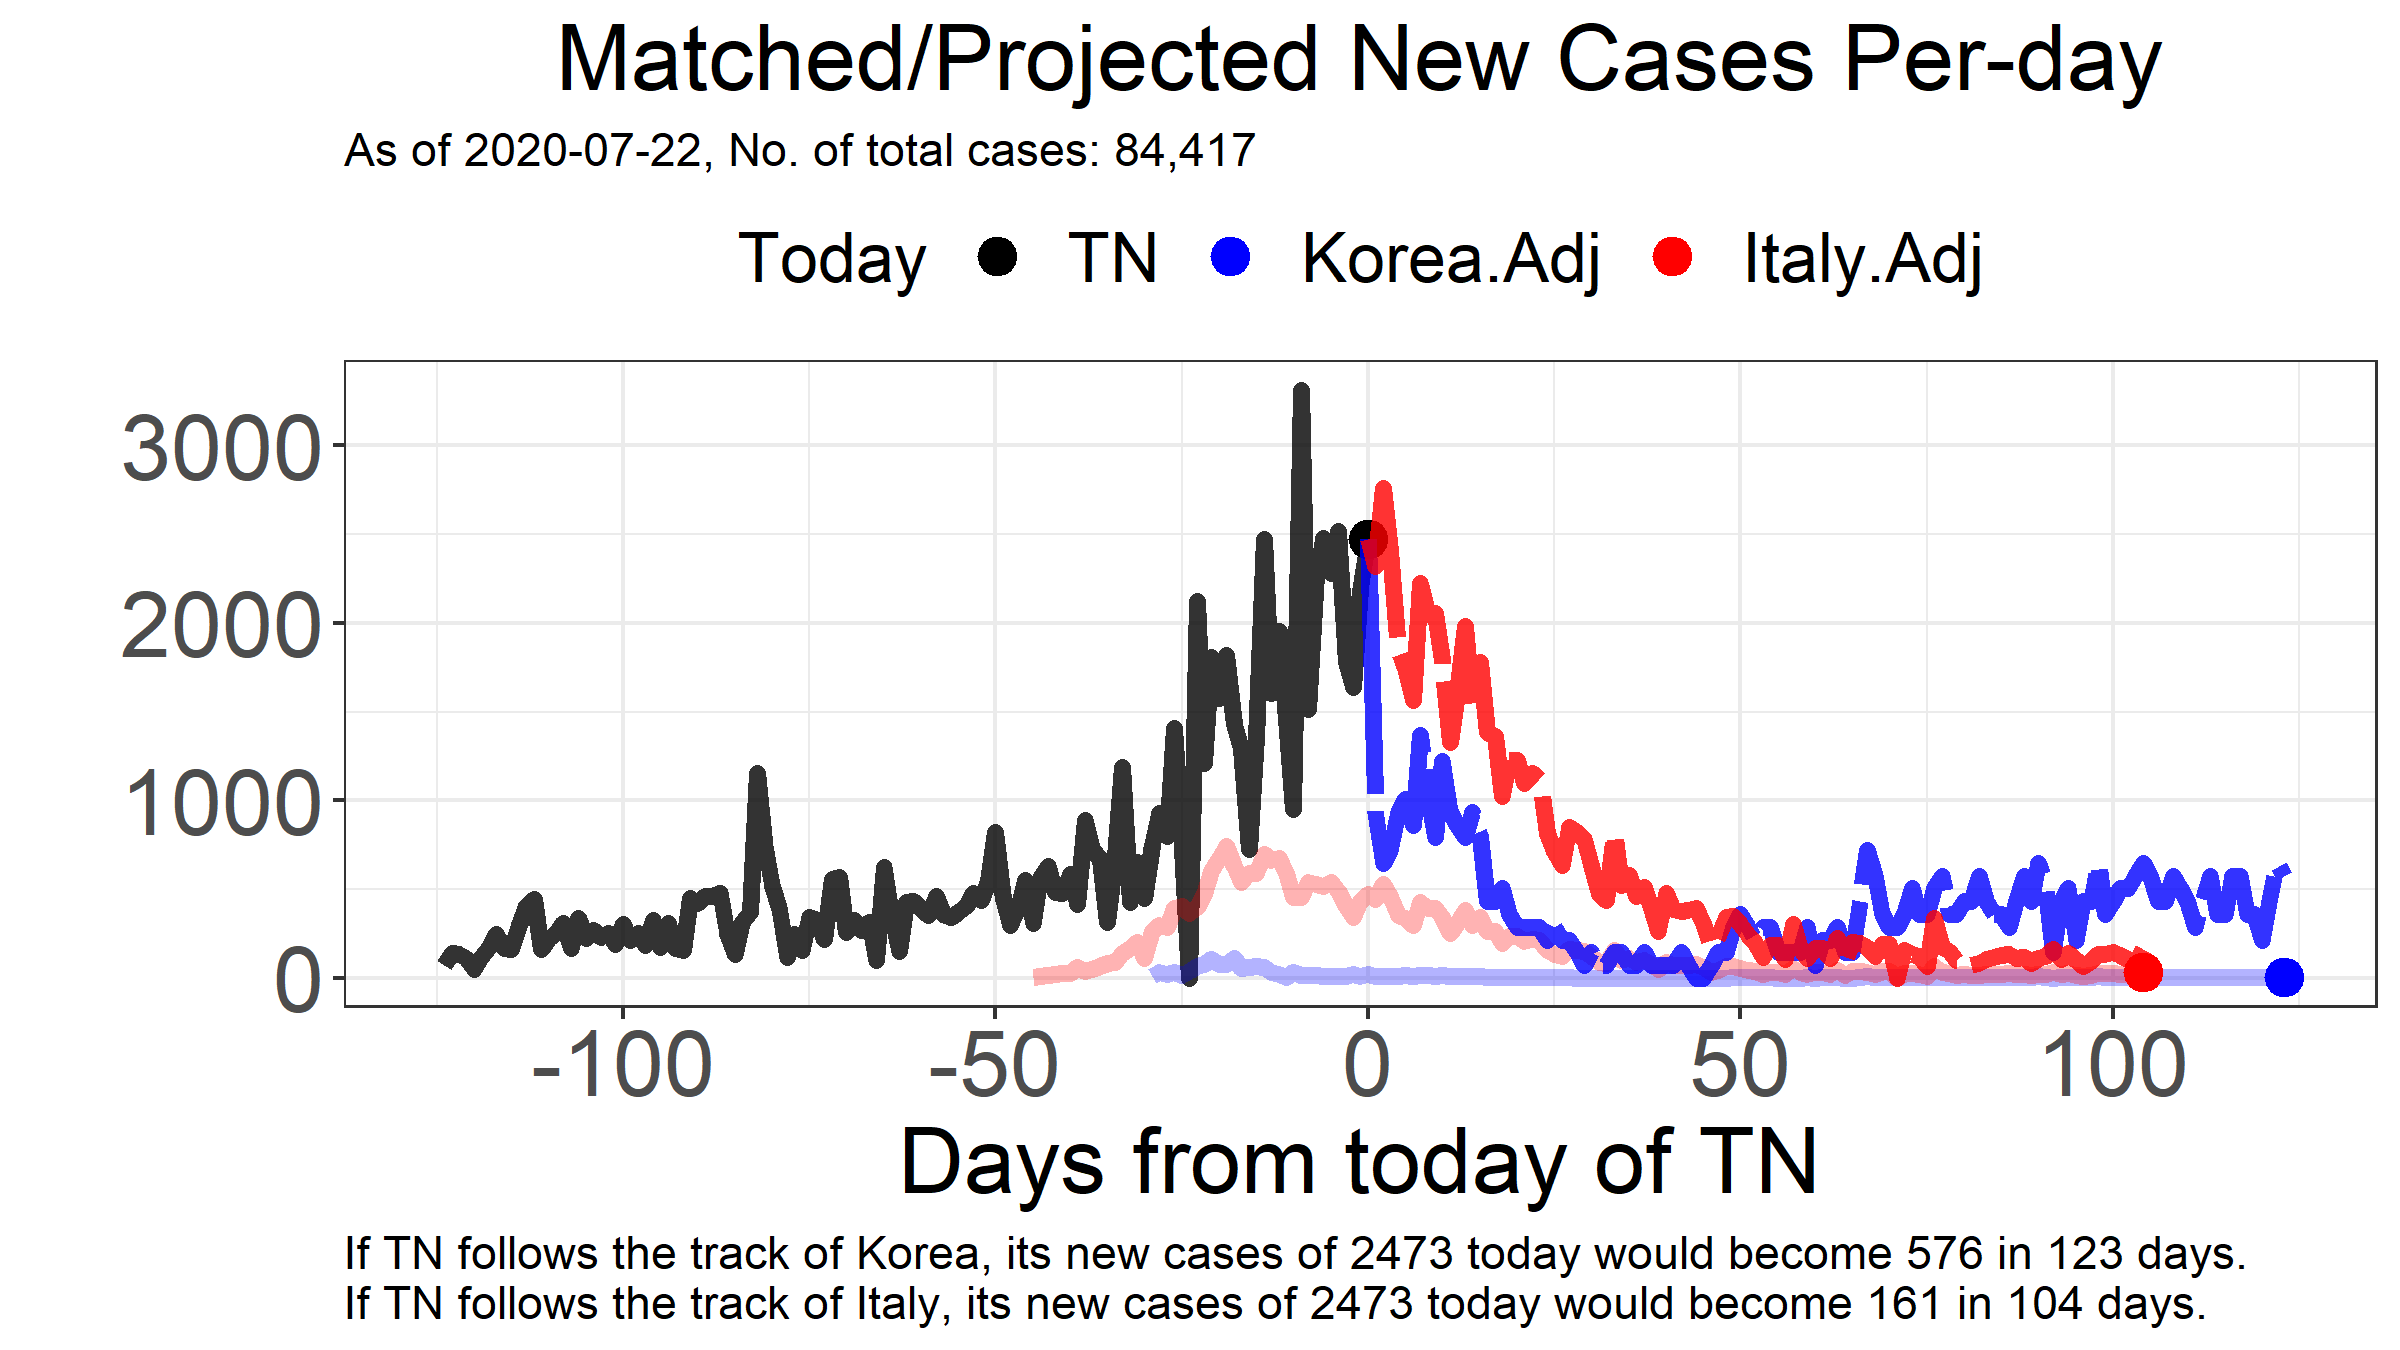 Matched/Projected New Cases Per-day
As of 2020-07-22, No. of total cases: 84,417
Today TN Korea.Adj Italy.Adj
3000
2000
1000
0
-100 -50 0 50 100
Days from today of TN
If TN follows the track of Korea, its new cases of 2473 today would become 576 in 123 days.
If TN follows the track of Italy, its new cases of 2473 today would become 161 in 104 days.